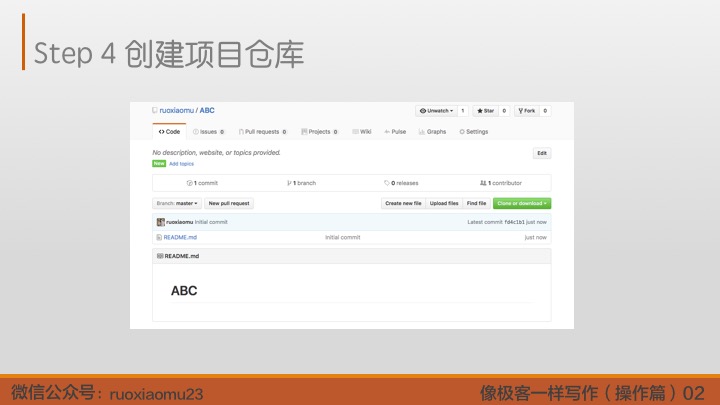 Step 4 创建项目仓库
ruoxiaomu / ABC
Unwatch 1 Star 0 Fork 0
Code Issues 0 Pull requests 0 Projects 0 Wiki Pulse Graphs Settings
No description, website, or topics provided. Edit
New Add topics
1 commit 1 branch 0 releases 1 contributor
Branch: master New pull request Create new file Upload files Find file Clone or download
ruoxiaomu Initial commit Latest commit fd4c1b1 just now
README.md Initial commit just now
README.md
ABC
微信公众号：ruoxiaomu23 像极客一样写作（操作篇）02